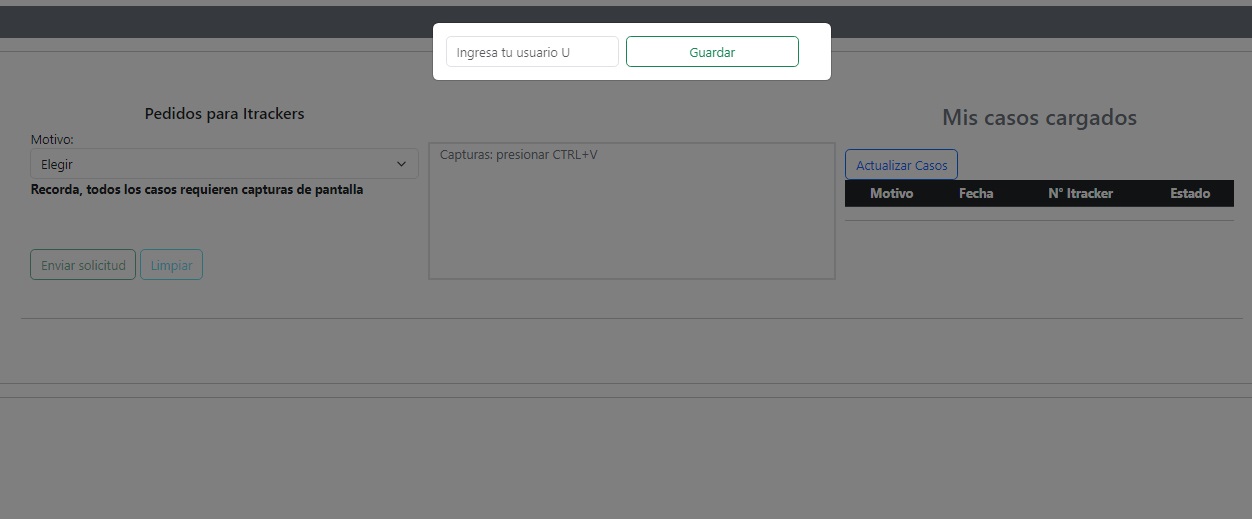 Ingresa tu usuario U
Guardar
Pedidos para Itrackers
Motivo:
Elegir
Recorda, todos los casos requieren capturas de pantalla
Enviar solicitud
Limpiar
Capturas: presionar CTRL+V
Mis casos cargados
Actualizar Casos
Motivo Fecha N° Itracker Estado